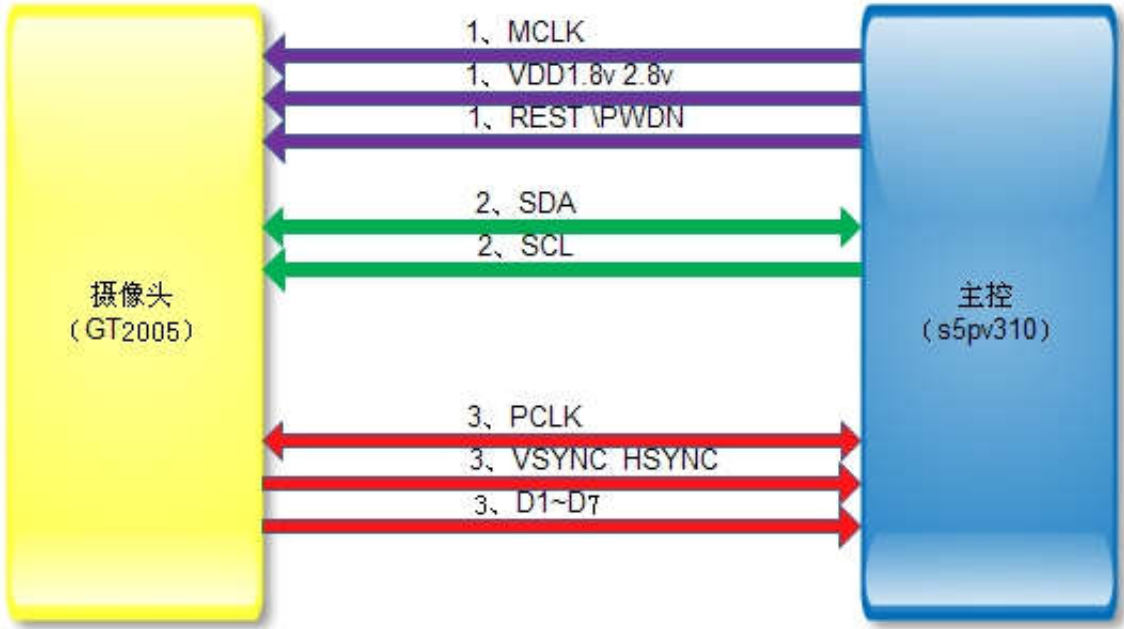 1、MCLK
1、VDD1.8v 2.8v
1、REST \PWDN
2、SDA
2、SCL
摄像头
（GT2005）
主控
（s5pv310）
3、PCLK
3、VSYNC HSYNC
3、D1~D7